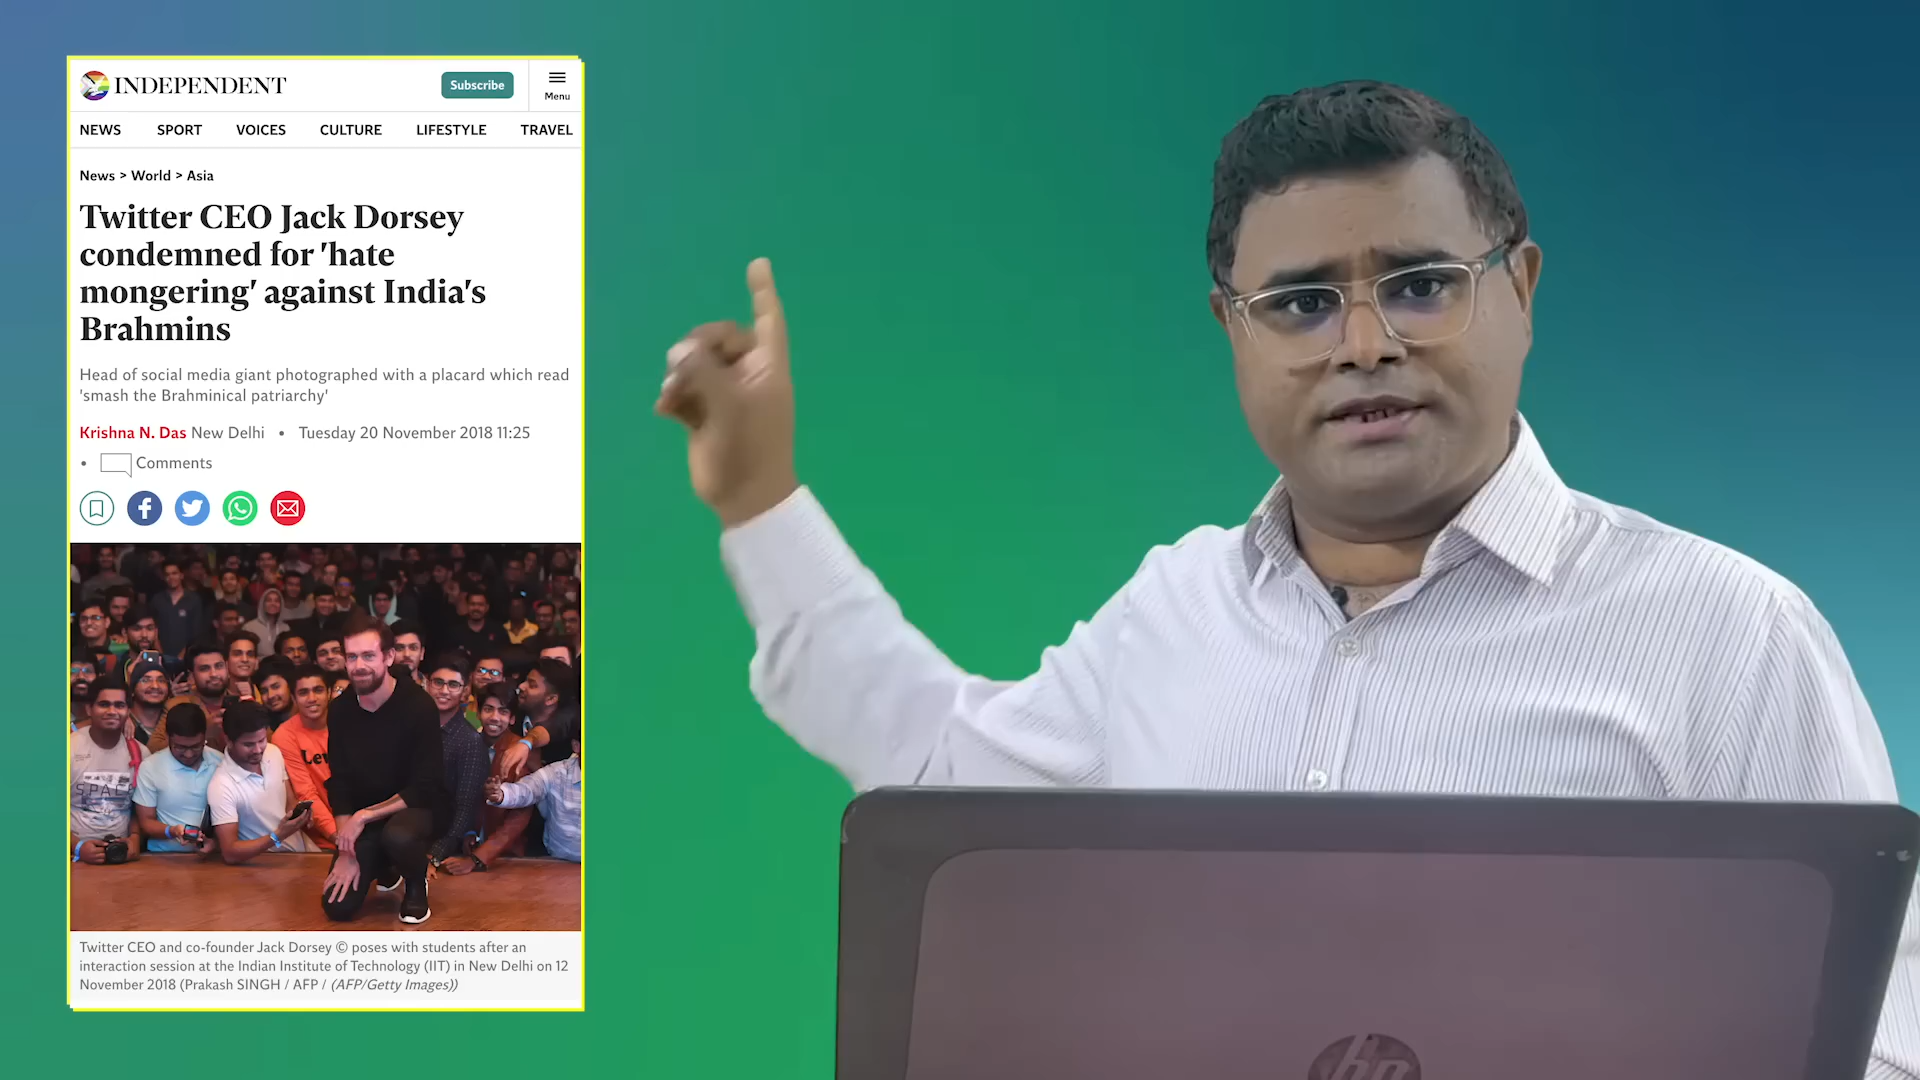 INDEPENDENT
Subscribe
Menu
NEWS SPORT VOICES CULTURE LIFESTYLE TRAVEL
News > World > Asia
Twitter CEO Jack Dorsey
condemned for 'hate
mongering' against India's
Brahmins
Head of social media giant photographed with a placard which read
'smash the Brahminical patriarchy'
Krishna N. Das New Delhi • Tuesday 20 November 2018 11:25
• Comments
SPACE
Lev
Twitter CEO and co-founder Jack Dorsey © poses with students after an
interaction session at the Indian Institute of Technology (IIT) in New Delhi on 12
November 2018 (Prakash SINGH / AFP / (AFP/Getty Images))
hp